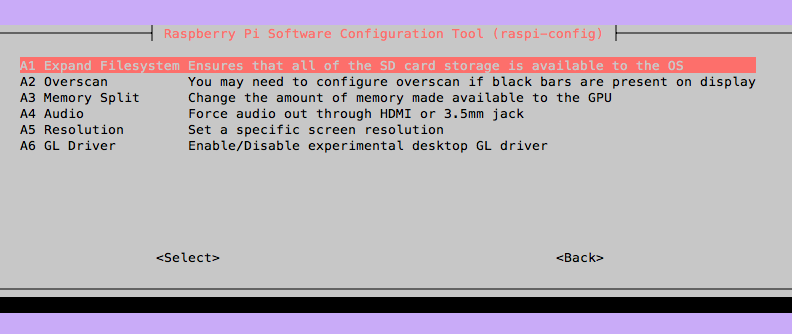 Raspberry Pi Software Configuration Tool (raspi-config)
A1 Expand Filesystem Ensures that all of the SD card storage is available to the OS
A2 Overscan You may need to configure overscan if black bars are present on display
A3 Memory Split Change the amount of memory made available to the GPU
A4 Audio Force audio out through HDMI or 3.5mm jack
A5 Resolution Set a specific screen resolution
A6 GL Driver Enable/Disable experimental desktop GL driver
<Select> <Back>